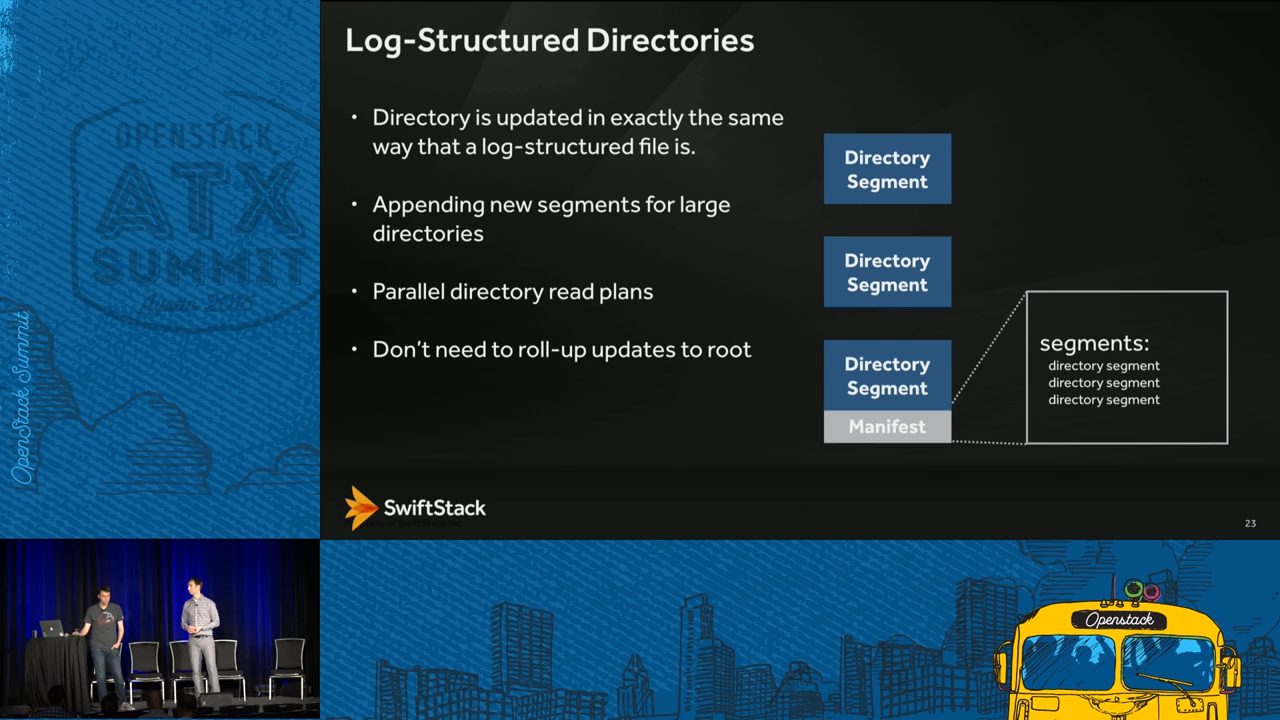 Log-Structured Directories
• Directory is updated in exactly the same
way that a log-structured file is.
• Appending new segments for large
directories
• Parallel directory read plans
• Don't need to roll-up updates to root
Directory
Segment
Directory
Segment
Directory
Segment
Manifest
segments:
directory segment
directory segment
directory segment
SwiftStack
23
OPENSTACK
ATX
SUMMIT
OpenStack Summit
Openstack